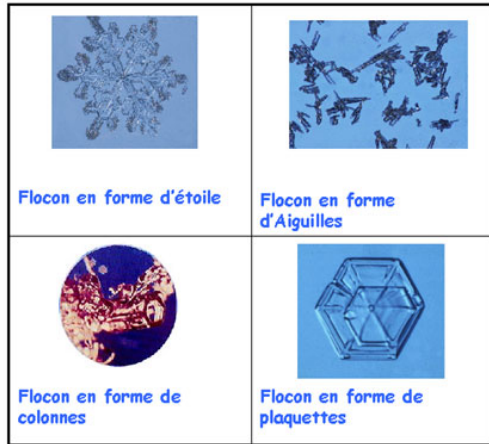 Flocon en forme d'étoile
Flocon en forme
d'Aiguilles
Flocon en forme de
colonnes
Flocon en forme de
plaquettes